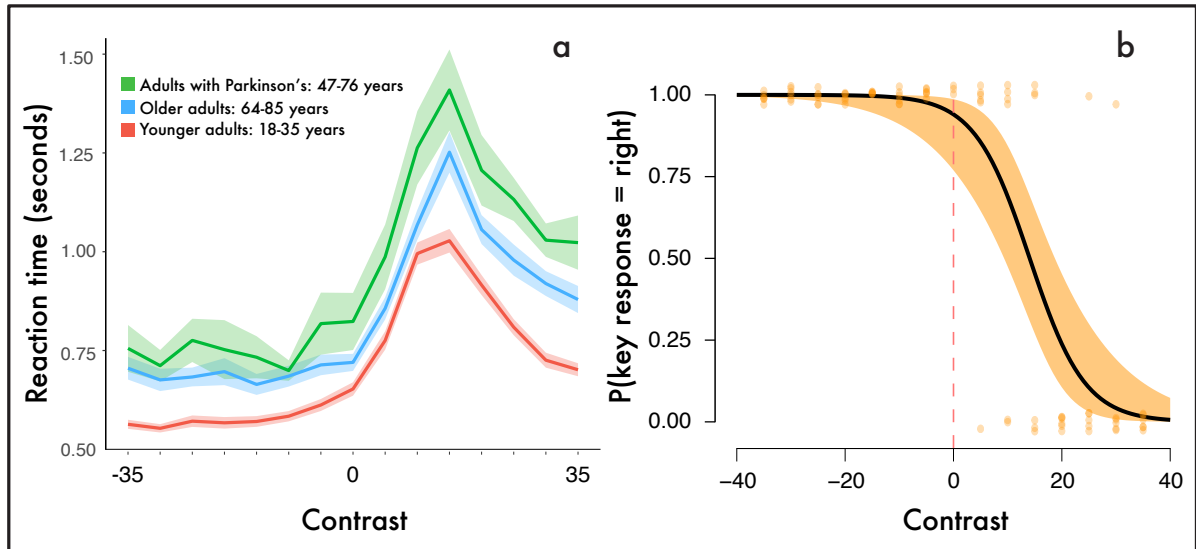 a
Reaction time (seconds)
1.50
1.25
1.00
0.75
0.50
Adults with Parkinson's: 47-76 years
Older adults: 64-85 years
Younger adults: 18-35 years
-35
0
35
Contrast
b
P(key response = right)
1.00
0.75
0.50
0.25
0.00
−40
−20
0
20
40
Contrast